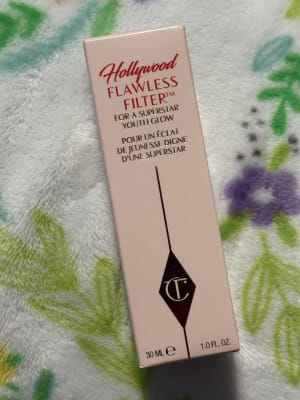 Hollywood
FLAWLESS
FILTER™
FOR A SUPERSTAR
YOUTH GLOW
POUR UN ÉCLAT
DE JEUNESSE DIGNE
D'UNE SUPERSTAR
CT
30 ML ℮ 1.0 FL. OZ.